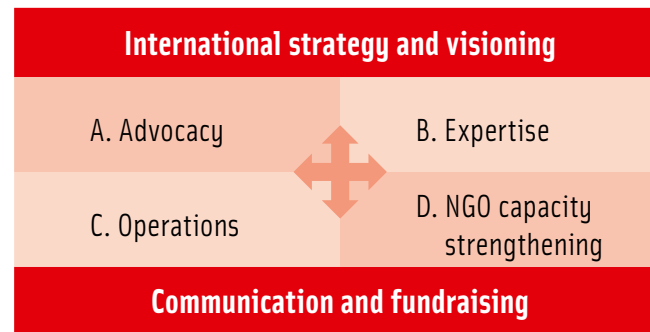 International strategy and visioning
A. Advocacy
B. Expertise
C. Operations
D. NGO capacity
strengthening
Communication and fundraising